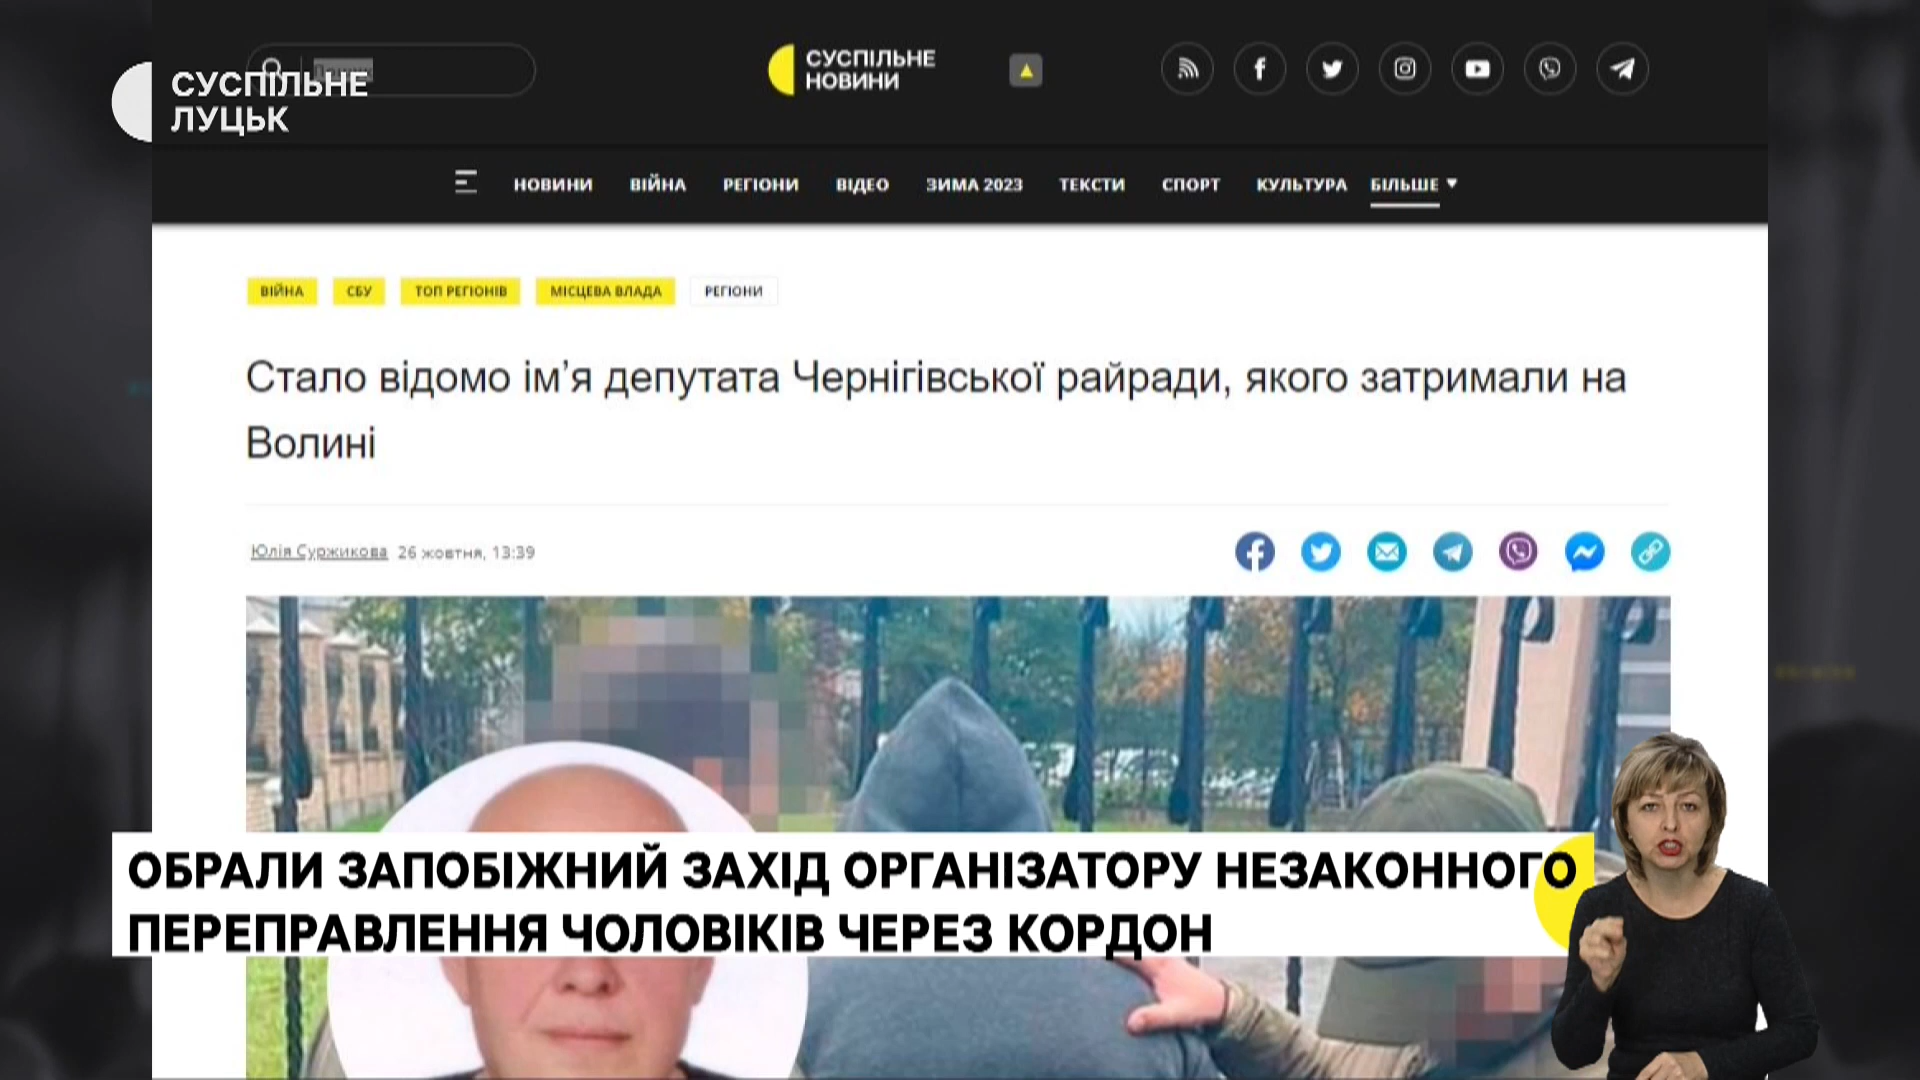 СУСПІЛЬНЕ
ЛУЦЬК
СУСПІЛЬНЕ
НОВИНИ
НОВИНИ ВІЙНА РЕГІОНИ ВІДЕО ЗИМА 2023 ТЕКСТИ СПОРТ КУЛЬТУРА БІЛЬШЕ
ВІЙНА СБУ ТОП РЕГІОНІВ МІСЦЕВА ВЛАДА РЕГІОНИ
Стало відомо ім’я депутата Чернігівської райради, якого затримали на
Волині
Юлія Суржикова 26 жовтня, 13:39
ОБРАЛИ ЗАПОБІЖНИЙ ЗАХІД ОРГАНІЗАТОРУ НЕЗАКОННОГО
ПЕРЕПРАВЛЕННЯ ЧОЛОВІКІВ ЧЕРЕЗ КОРДОН